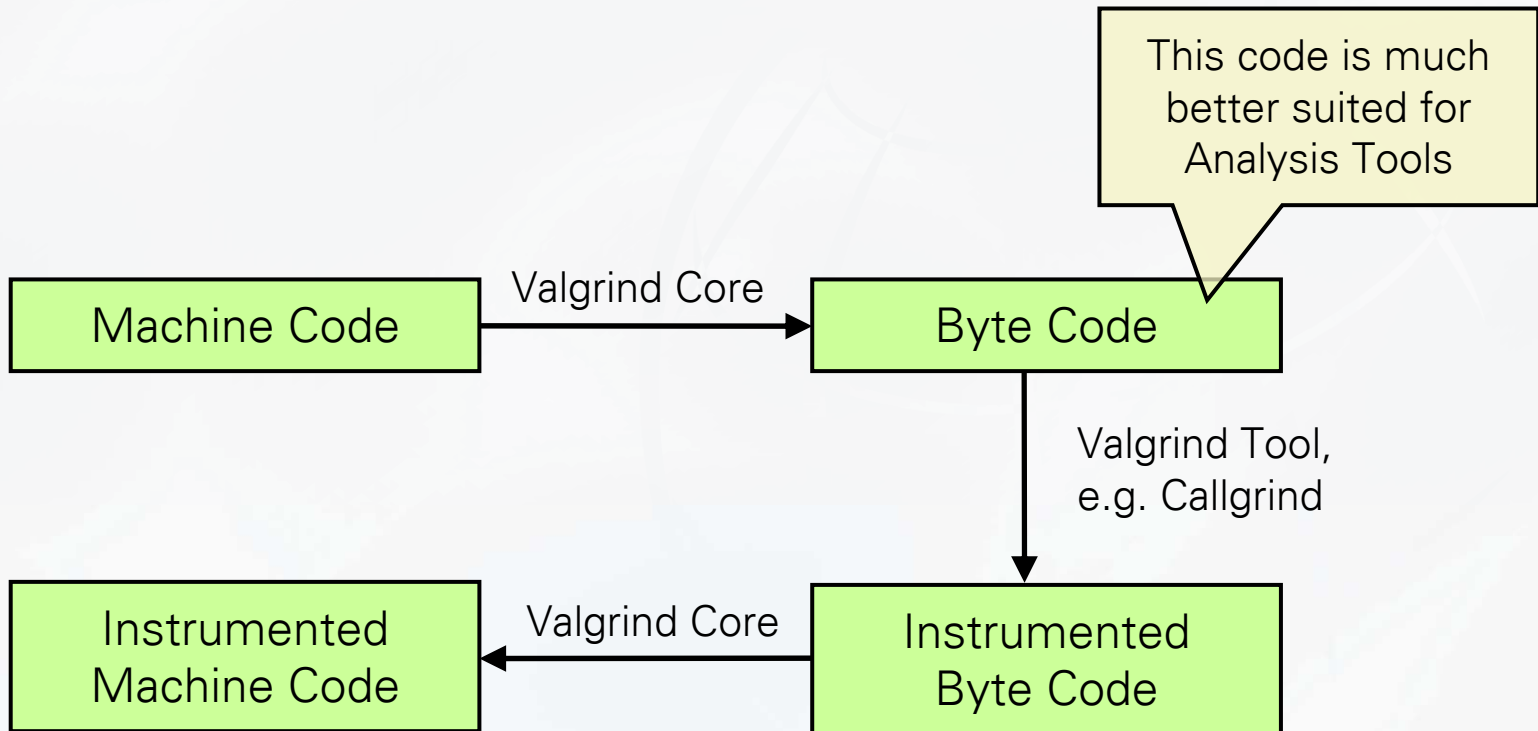 This code is much
better suited for
Analysis Tools
Machine Code
Valgrind Core
Byte Code
Valgrind Tool,
e.g. Callgrind
Instrumented
Machine Code
Valgrind Core
Instrumented
Byte Code